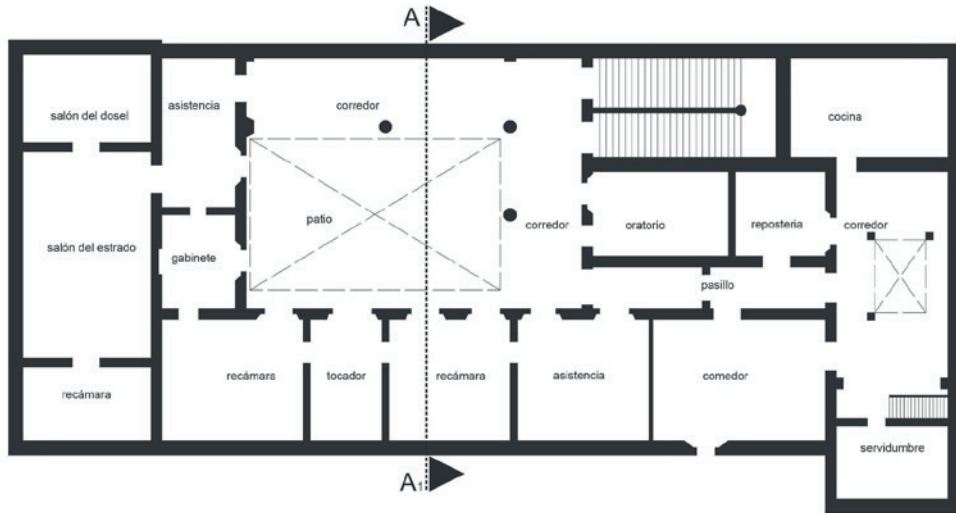 A
salón del dosel
asistencia
corredor
cocina
patio
corredor
oratorio
repostería
corredor
salón del estrado
gabinete
pasillo
recámara
recámara
tocador
recámara
asistencia
comedor
servidumbre
A1